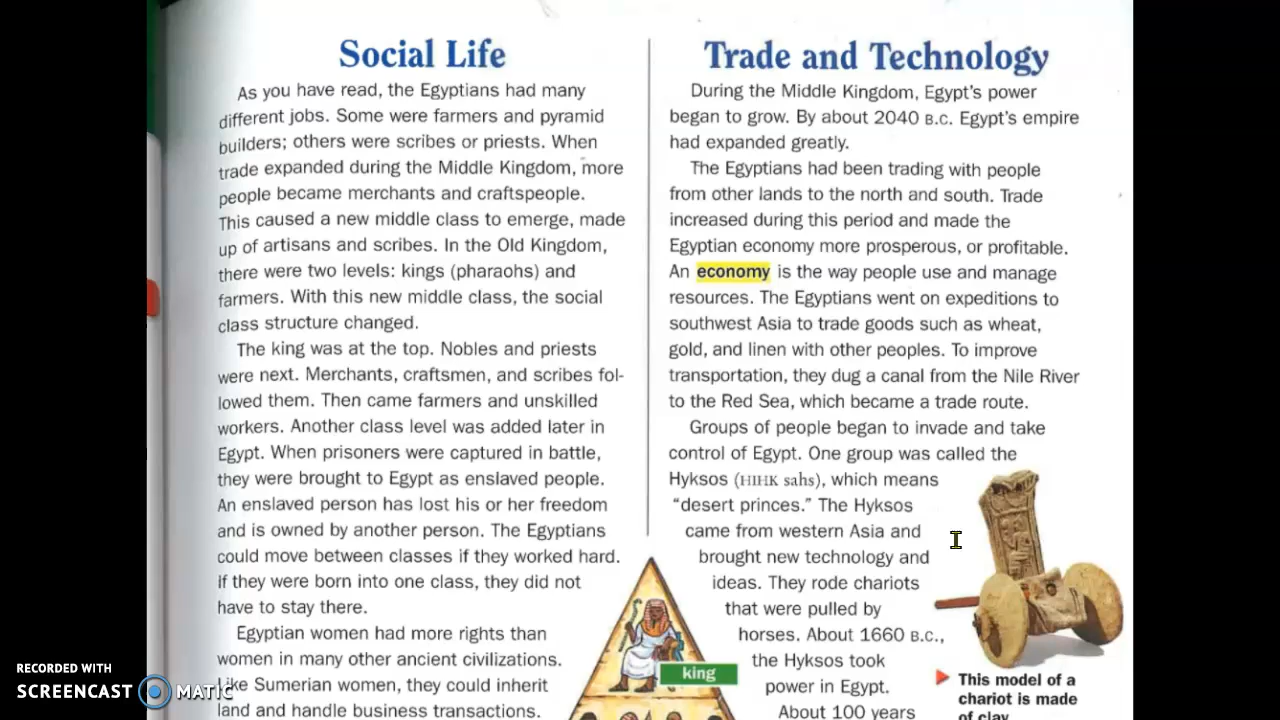 Social Life
As you have read, the Egyptians had many
different jobs. Some were farmers and pyramid
builders; others were scribes or priests. When
trade expanded during the Middle Kingdom, more
people became merchants and craftspeople.
This caused a new middle class to emerge, made
up of artisans and scribes. In the Old Kingdom,
there were two levels: kings (pharaohs) and
farmers. With this new middle class, the social
class structure changed.
The king was at the top. Nobles and priests
were next. Merchants, craftsmen, and scribes fol-
lowed them. Then came farmers and unskilled
workers. Another class level was added later in
Egypt. When prisoners were captured in battle,
they were brought to Egypt as enslaved people.
An enslaved person has lost his or her freedom
and is owned by another person. The Egyptians
could move between classes if they worked hard.
If they were born into one class, they did not
have to stay there.
Egyptian women had more rights than
women in many other ancient civilizations.
Like Sumerian women, they could inherit
land and handle business transactions.
king
Trade and Technology
During the Middle Kingdom, Egypt's power
began to grow. By about 2040 B.C. Egypt's empire
had expanded greatly.
The Egyptians had been trading with people
from other lands to the north and south. Trade
increased during this period and made the
Egyptian economy more prosperous, or profitable.
An economy is the way people use and manage
resources. The Egyptians went on expeditions to
southwest Asia to trade goods such as wheat,
gold, and linen with other peoples. To improve
transportation, they dug a canal from the Nile River
to the Red Sea, which became a trade route.
Groups of people began to invade and take
control of Egypt. One group was called the
Hyksos (HIHK sahs), which means
"desert princes." The Hyksos
came from western Asia and
brought new technology and
ideas. They rode chariots
that were pulled by
horses. About 1660 B.C.,
the Hyksos took
power in Egypt.
About 100 years
This model of a
chariot is made
of clay
RECORDED WITH
SCREENCAST MATIC